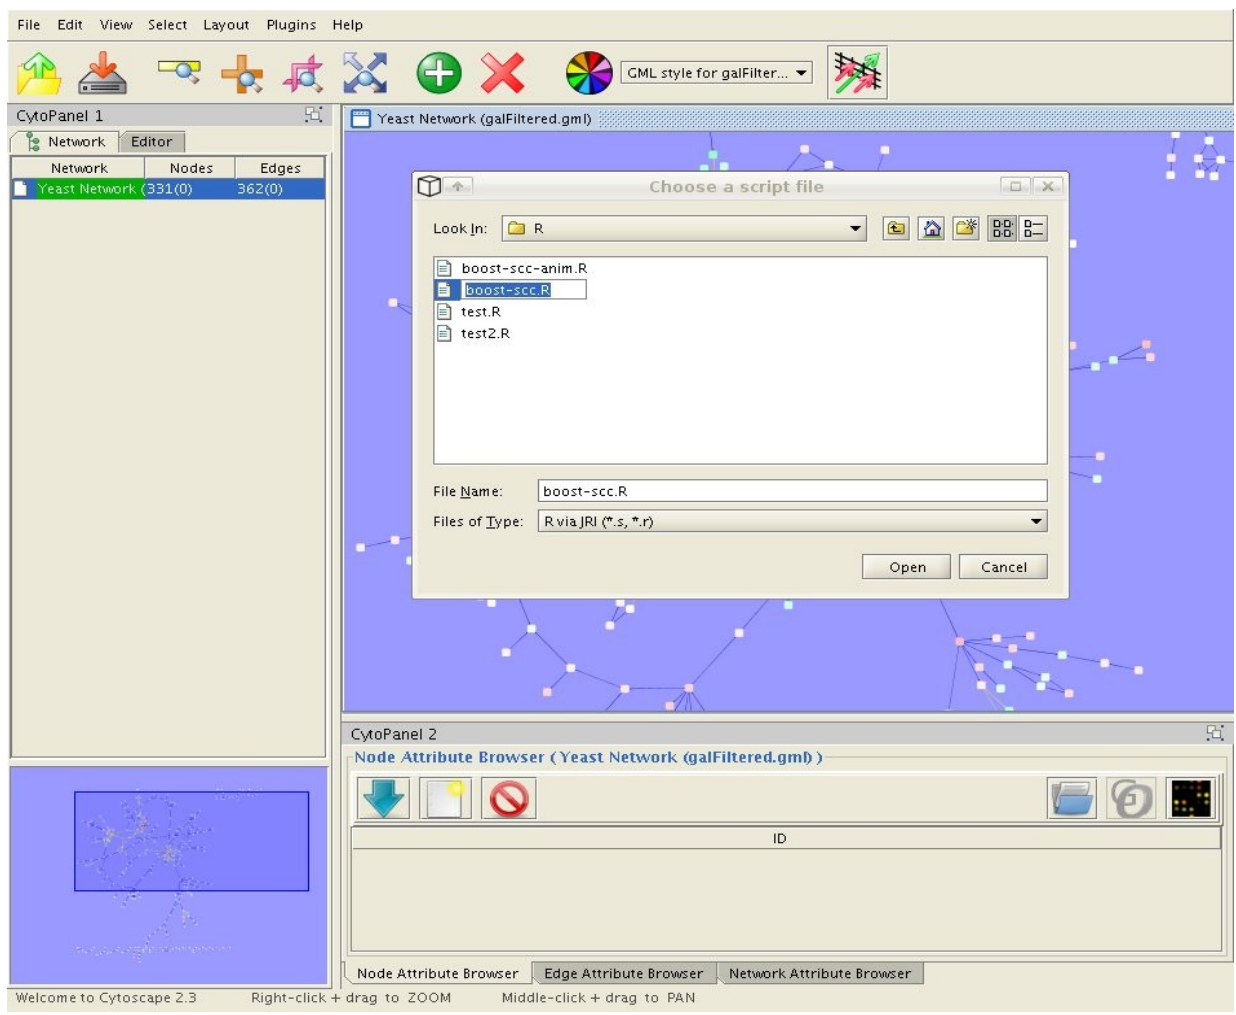 File Edit View Select Layout Plugins Help
GML style for galFilter...
CytoPanel 1
Network Editor
Network Nodes Edges
Yeast Network (331(0) 362(0)
Yeast Network (galFiltered.gml)
Choose a script file
Look In: R
boost-scc-anim.R
boost-scc.R
test.R
test2.R
File Name: boost-scc.R
Files of Type: R via JRI (*.s, *.r)
Open Cancel
CytoPanel 2
Node Attribute Browser ( Yeast Network (galFiltered.gml) )
ID
Node Attribute Browser Edge Attribute Browser Network Attribute Browser
Welcome to Cytoscape 2.3 Right-click + drag to ZOOM Middle-click + drag to PAN